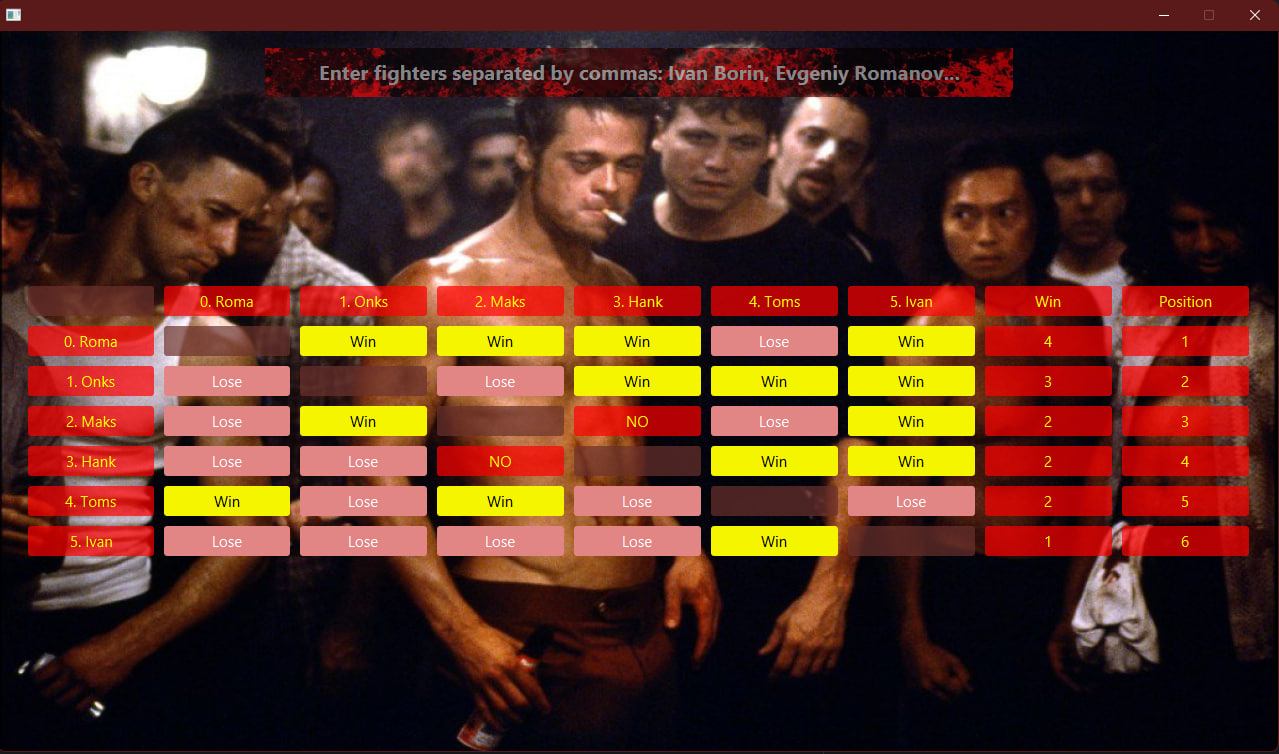 Enter fighters separated by commas: Ivan Borin, Evgeniy Romanov...
0. Roma 1. Onks 2. Maks 3. Hank 4. Toms 5. Ivan Win Position
0. Roma Win Win Win Lose Win 4 1
1. Onks Lose Lose Win Win Win 3 2
2. Maks Lose Win NO Lose Win 2 3
3. Hank Lose Lose NO Win Win 2 4
4. Toms Win Lose Win Lose Lose 2 5
5. Ivan Lose Lose Lose Lose Win 1 6